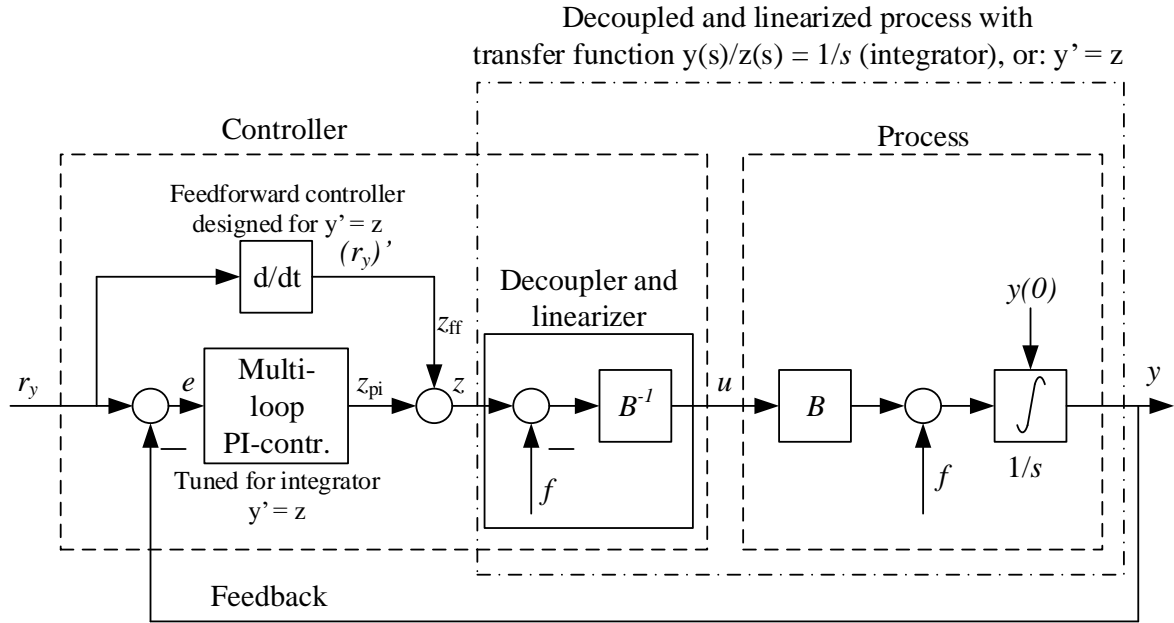 Decoupled and linearized process with
transfer function y(s)/z(s) = 1/s (integrator), or: y' = z
Controller
Process
Feedforward controller
designed for y' = z
(r_y)'
d/dt
Decoupler and
linearizer
y(0)
z_ff
r_y
e
Multi-
loop
PI-contr.
z_pi
z
B^-1
u
B
∫
y
f
f
1/s
Tuned for integrator
y' = z
Feedback